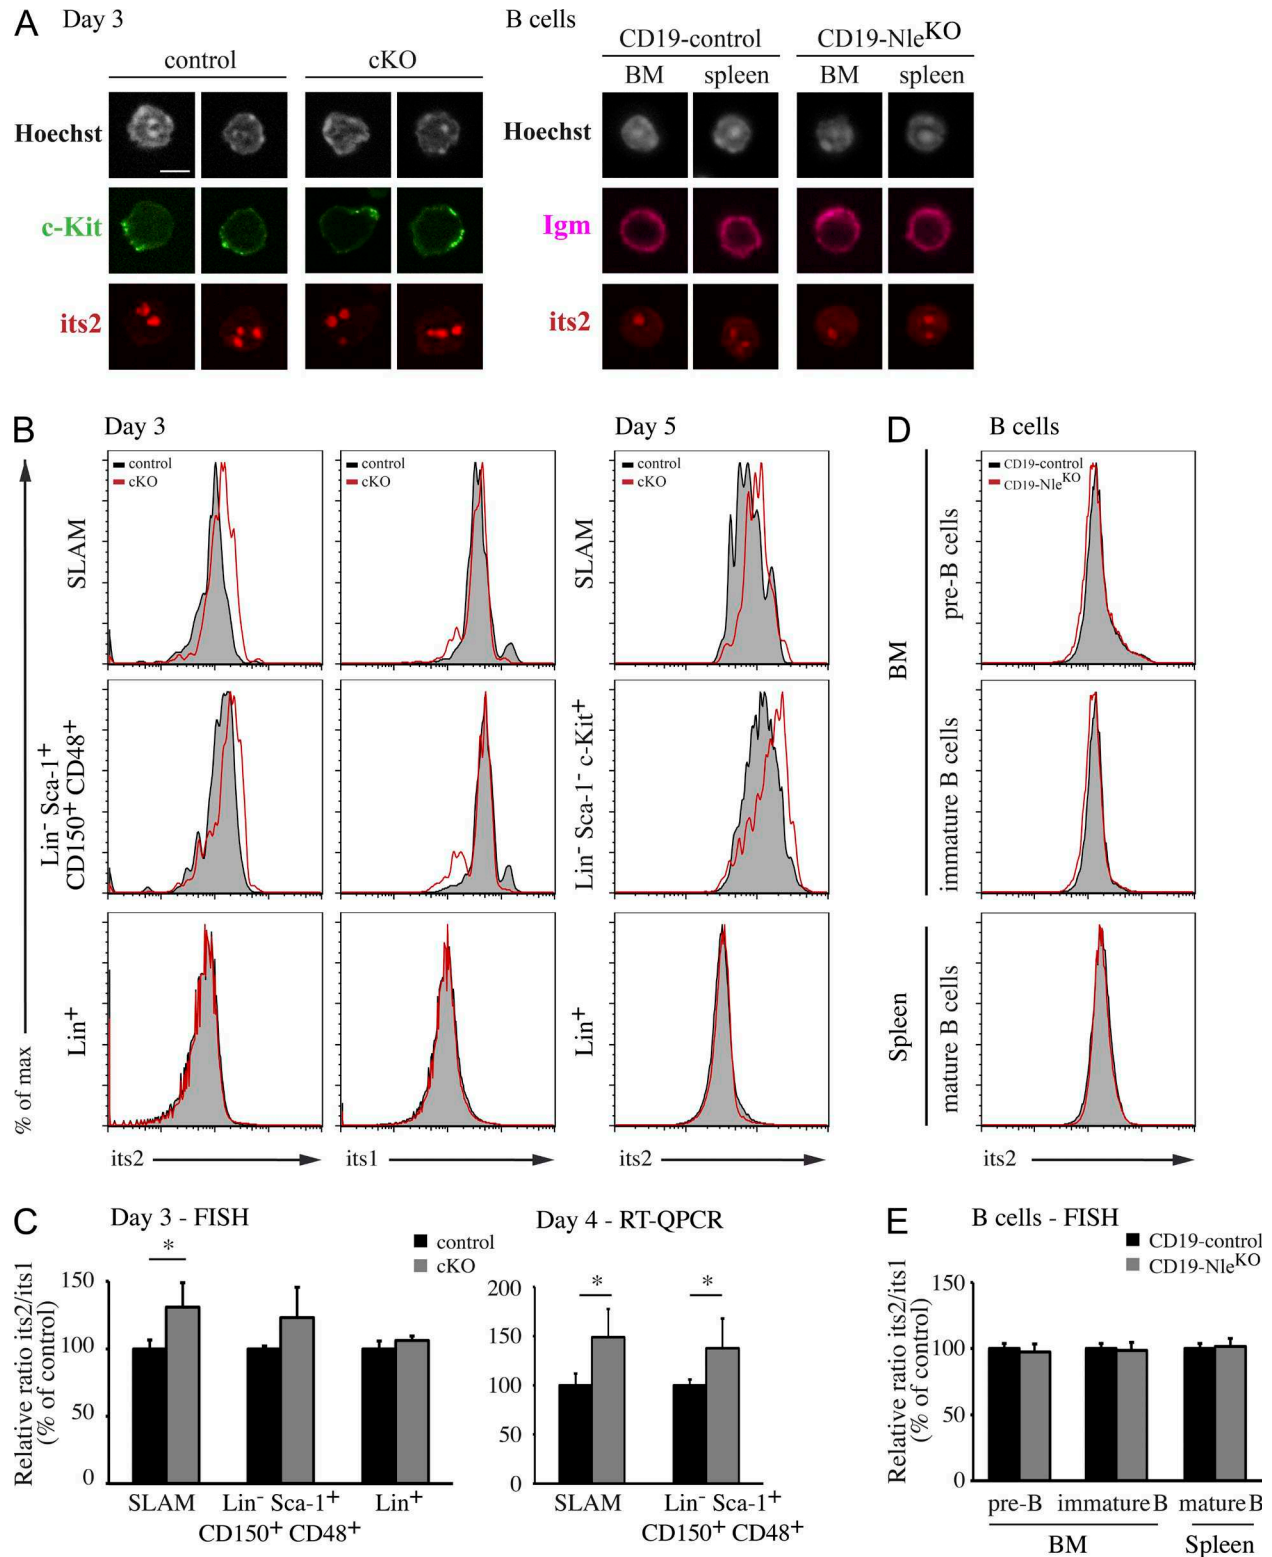 A Day 3
control cKO
Hoechst
c-Kit
its2
B cells
CD19-control CD19-Nle^KO
BM spleen BM spleen
Hoechst
Igm
its2
B Day 3
% of max
SLAM
control
cKO
control
cKO
Lin⁻ Sca-1⁺
CD150⁺ CD48⁺
Lin⁺
its2
its1
Day 5
SLAM
control
cKO
Lin⁻ Sca-1⁻ c-Kit⁺
Lin⁺
its2
D B cells
BM
pre-B cells
CD19-control
CD19-Nle^KO
immature B cells
Spleen
mature B cells
its2
C Day 3 - FISH
control
cKO
Relative ratio its2/its1
(% of control)
150
100
50
0
*
SLAM Lin⁻ Sca-1⁺ Lin⁺
CD150⁺ CD48⁺
Day 4 - RT-QPCR
200
150
100
50
0
* *
SLAM Lin⁻ Sca-1⁺
CD150⁺ CD48⁺
E B cells - FISH
CD19-control
CD19-Nle^KO
Relative ratio its2/its1
(% of control)
150
100
50
0
pre-B immature B mature B
BM Spleen